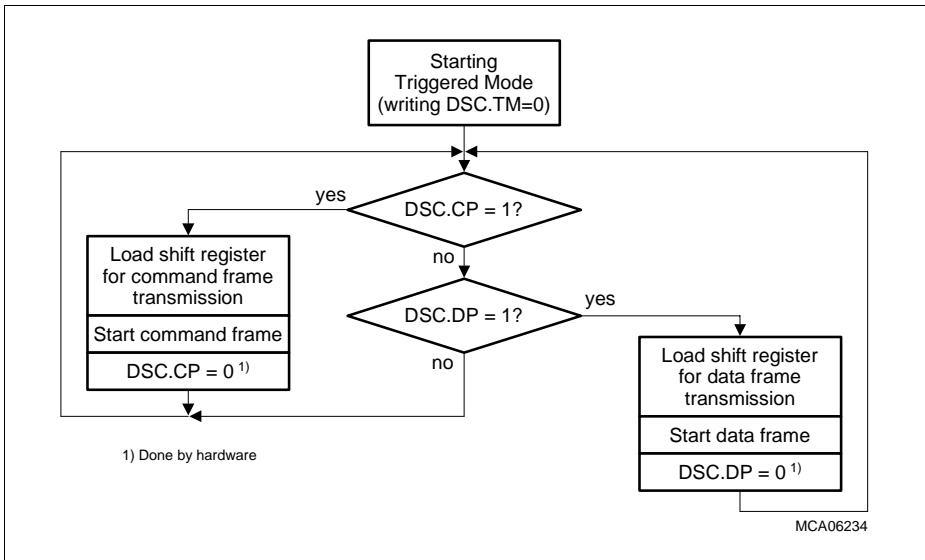 Starting
Triggered Mode
(writing DSC.TM=0)
yes
DSC.CP = 1?
no
Load shift register
for command frame
transmission
Start command frame
DSC.CP = 0 1)
DSC.DP = 1?
yes
no
Load shift register
for data frame
transmission
Start data frame
DSC.DP = 0 1)
1) Done by hardware
MCA06234